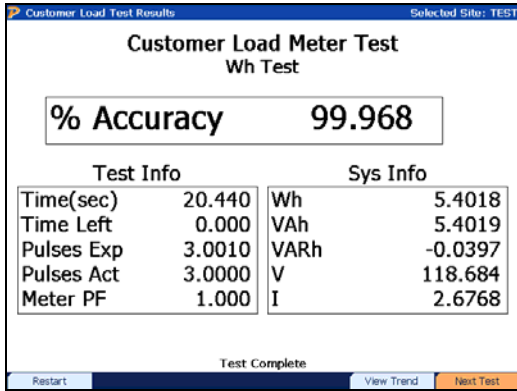 Customer Load Test Results Selected Site: TEST
Customer Load Meter Test
Wh Test
% Accuracy 99.968
Test Info Sys Info
Time(sec) 20.440 Wh 5.4018
Time Left 0.000 VAh 5.4019
Pulses Exp 3.0010 VARh -0.0397
Pulses Act 3.0000 V 118.684
Meter PF 1.000 I 2.6768
Test Complete
Restart View Trend Next Test